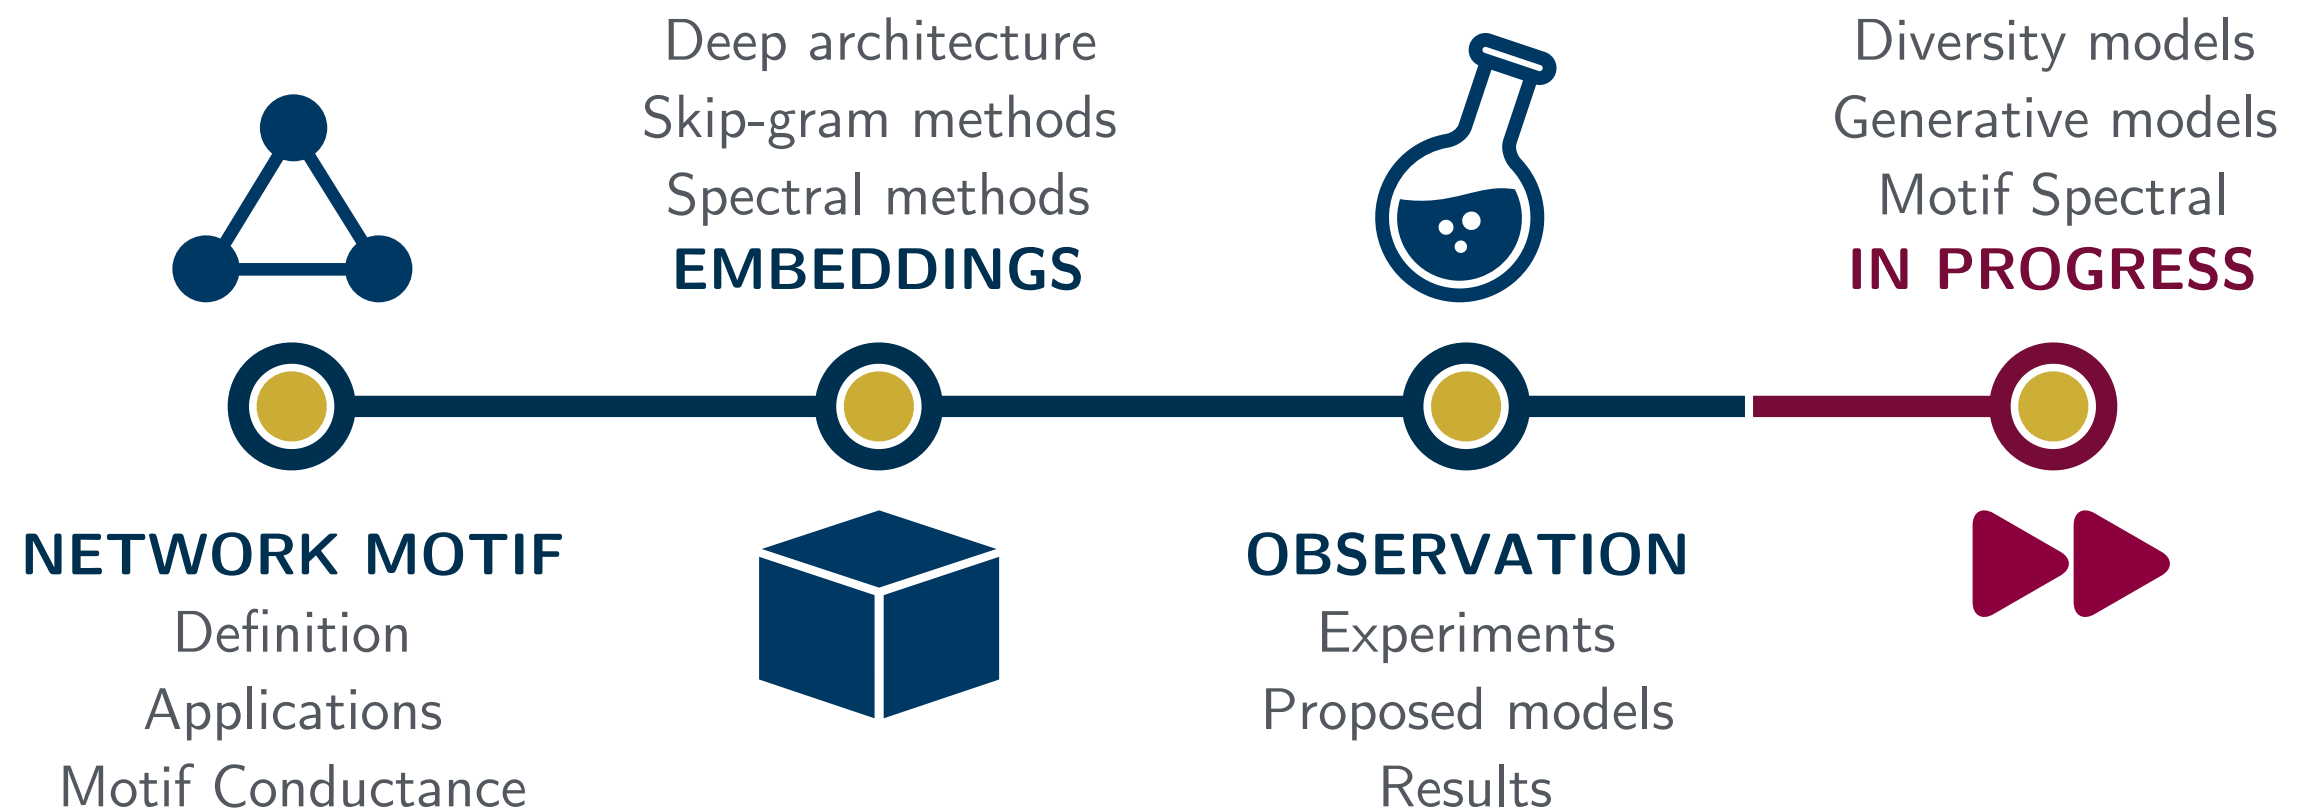 NETWORK MOTIF
Definition
Applications
Motif Conductance
Deep architecture
Skip-gram methods
Spectral methods
EMBEDDINGS
OBSERVATION
Experiments
Proposed models
Results
Diversity models
Generative models
Motif Spectral
IN PROGRESS